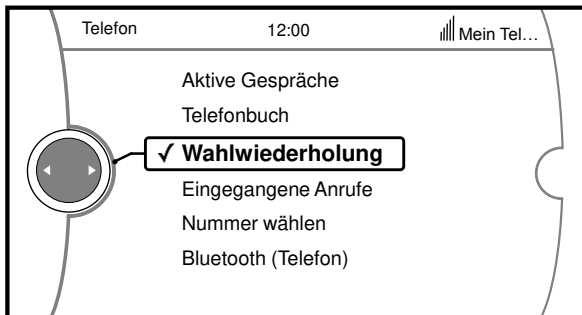 Telefon 12:00 Mein Tel...
Aktive Gespräche
Telefonbuch
✓ Wahlwiederholung
Eingegangene Anrufe
Nummer wählen
Bluetooth (Telefon)